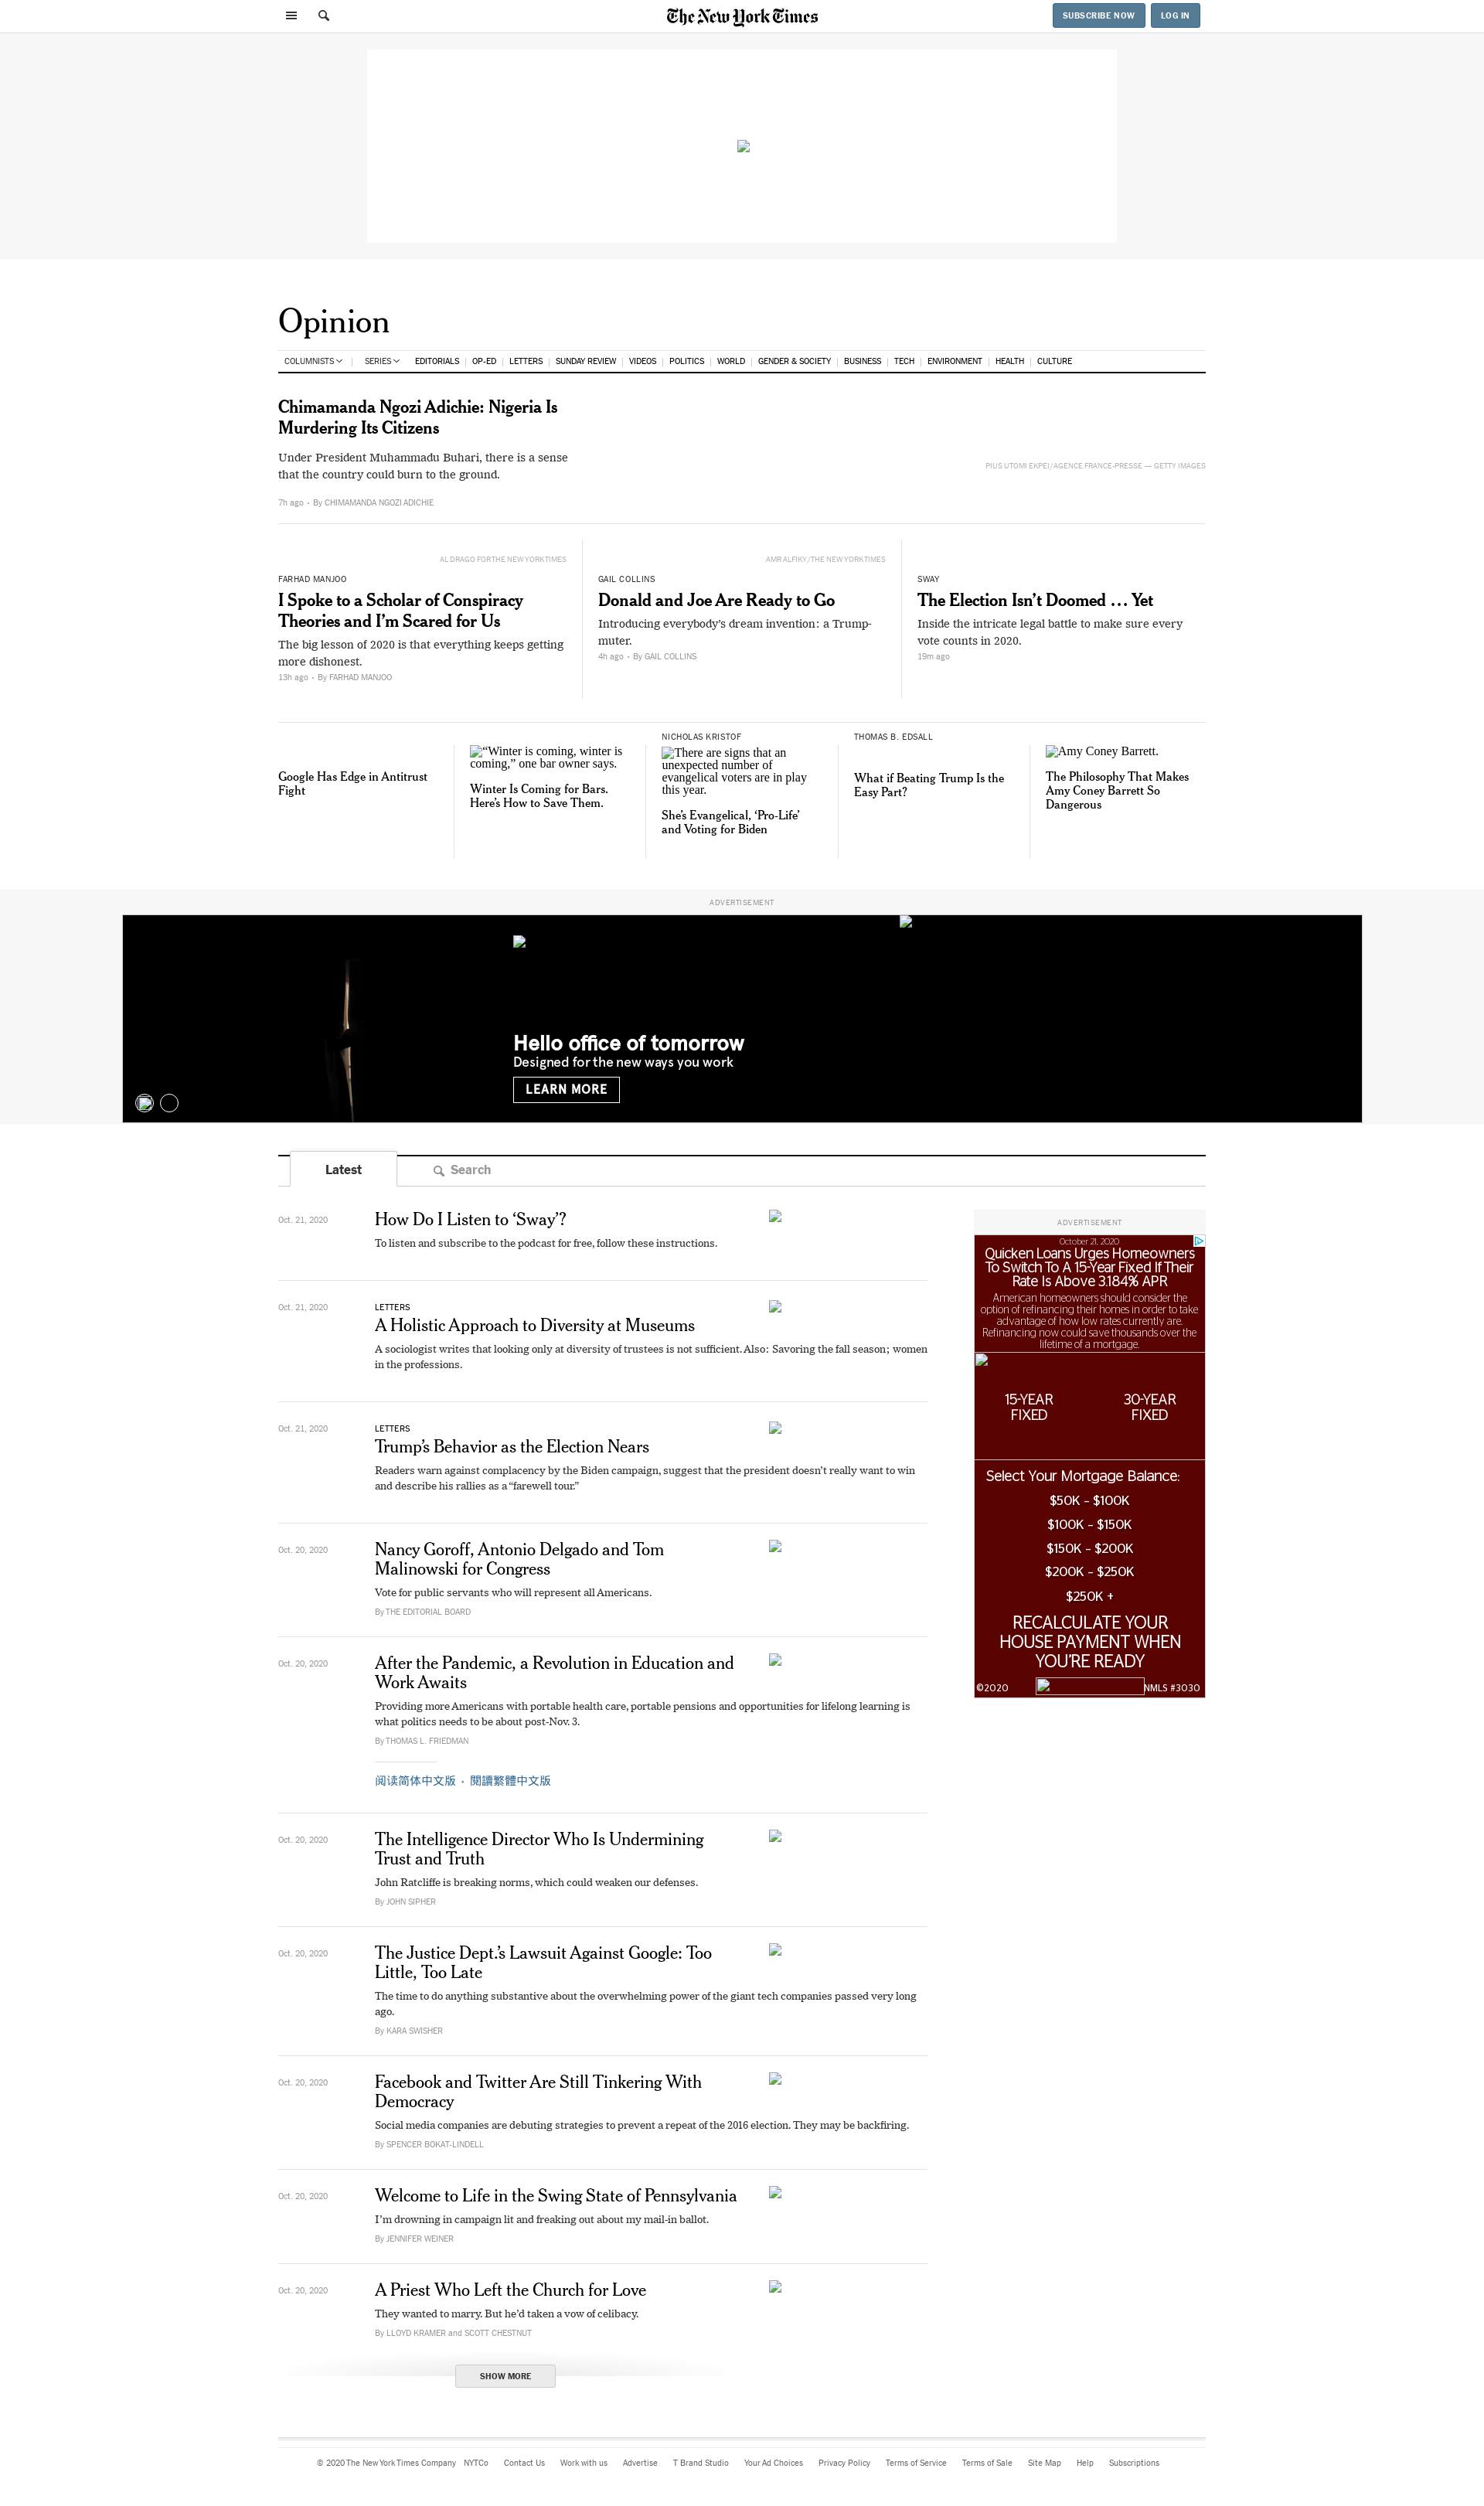 The New York Times
SUBSCRIBE NOW
LOG IN
Opinion
COLUMNISTS
SERIES
EDITORIALS
OP-ED
LETTERS
SUNDAY REVIEW
VIDEOS
POLITICS
WORLD
GENDER & SOCIETY
BUSINESS
TECH
ENVIRONMENT
HEALTH
CULTURE
Chimamanda Ngozi Adichie: Nigeria Is
Murdering Its Citizens
Under President Muhammadu Buhari, there is a sense
that the country could burn to the ground.
7h ago • By CHIMAMANDA NGOZI ADICHIE
PIUS UTOMI EKPEI/AGENCE FRANCE-PRESSE — GETTY IMAGES
AL DRAGO FOR THE NEW YORK TIMES
FARHAD MANJOO
I Spoke to a Scholar of Conspiracy
Theories and I’m Scared for Us
The big lesson of 2020 is that everything keeps getting
more dishonest.
13h ago • By FARHAD MANJOO
AMR ALFIKY/THE NEW YORK TIMES
GAIL COLLINS
Donald and Joe Are Ready to Go
Introducing everybody’s dream invention: a Trump-
muter.
4h ago • By GAIL COLLINS
SWAY
The Election Isn’t Doomed … Yet
Inside the intricate legal battle to make sure every
vote counts in 2020.
19m ago
Google Has Edge in Antitrust
Fight
“Winter is coming, winter is
coming,” one bar owner says.
Winter Is Coming for Bars.
Here’s How to Save Them.
NICHOLAS KRISTOF
There are signs that an
unexpected number of
evangelical voters are in play
this year.
She’s Evangelical, ‘Pro-Life’
and Voting for Biden
THOMAS B. EDSALL
What if Beating Trump Is the
Easy Part?
Amy Coney Barrett.
The Philosophy That Makes
Amy Coney Barrett So
Dangerous
ADVERTISEMENT
Hello office of tomorrow
Designed for the new ways you work
LEARN MORE
Latest
Search
Oct. 21, 2020
How Do I Listen to ‘Sway’?
To listen and subscribe to the podcast for free, follow these instructions.
Oct. 21, 2020
LETTERS
A Holistic Approach to Diversity at Museums
A sociologist writes that looking only at diversity of trustees is not sufficient. Also: Savoring the fall season; women
in the professions.
Oct. 21, 2020
LETTERS
Trump’s Behavior as the Election Nears
Readers warn against complacency by the Biden campaign, suggest that the president doesn’t really want to win
and describe his rallies as a “farewell tour.”
Oct. 20, 2020
Nancy Goroff, Antonio Delgado and Tom
Malinowski for Congress
Vote for public servants who will represent all Americans.
By THE EDITORIAL BOARD
Oct. 20, 2020
After the Pandemic, a Revolution in Education and
Work Awaits
Providing more Americans with portable health care, portable pensions and opportunities for lifelong learning is
what politics needs to be about post-Nov. 3.
By THOMAS L. FRIEDMAN
阅读简体中文版 • 閱讀繁體中文版
Oct. 20, 2020
The Intelligence Director Who Is Undermining
Trust and Truth
John Ratcliffe is breaking norms, which could weaken our defenses.
By JOHN SIPHER
Oct. 20, 2020
The Justice Dept.’s Lawsuit Against Google: Too
Little, Too Late
The time to do anything substantive about the overwhelming power of the giant tech companies passed very long
ago.
By KARA SWISHER
Oct. 20, 2020
Facebook and Twitter Are Still Tinkering With
Democracy
Social media companies are debuting strategies to prevent a repeat of the 2016 election. They may be backfiring.
By SPENCER BOKAT-LINDELL
Oct. 20, 2020
Welcome to Life in the Swing State of Pennsylvania
I’m drowning in campaign lit and freaking out about my mail-in ballot.
By JENNIFER WEINER
Oct. 20, 2020
A Priest Who Left the Church for Love
They wanted to marry. But he’d taken a vow of celibacy.
By LLOYD KRAMER and SCOTT CHESTNUT
SHOW MORE
ADVERTISEMENT
October 21, 2020
Quicken Loans Urges Homeowners
To Switch To A 15-Year Fixed If Their
Rate Is Above 3.184% APR
American homeowners should consider the
option of refinancing their homes in order to take
advantage of how low rates currently are.
Refinancing now could save thousands over the
lifetime of a mortgage.
15-YEAR
FIXED
30-YEAR
FIXED
Select Your Mortgage Balance:
$50K - $100K
$100K - $150K
$150K - $200K
$200K - $250K
$250K +
RECALCULATE YOUR
HOUSE PAYMENT WHEN
YOU'RE READY
©2020
NMLS #3030
© 2020 The New York Times Company
NYTCo
Contact Us
Work with us
Advertise
T Brand Studio
Your Ad Choices
Privacy Policy
Terms of Service
Terms of Sale
Site Map
Help
Subscriptions